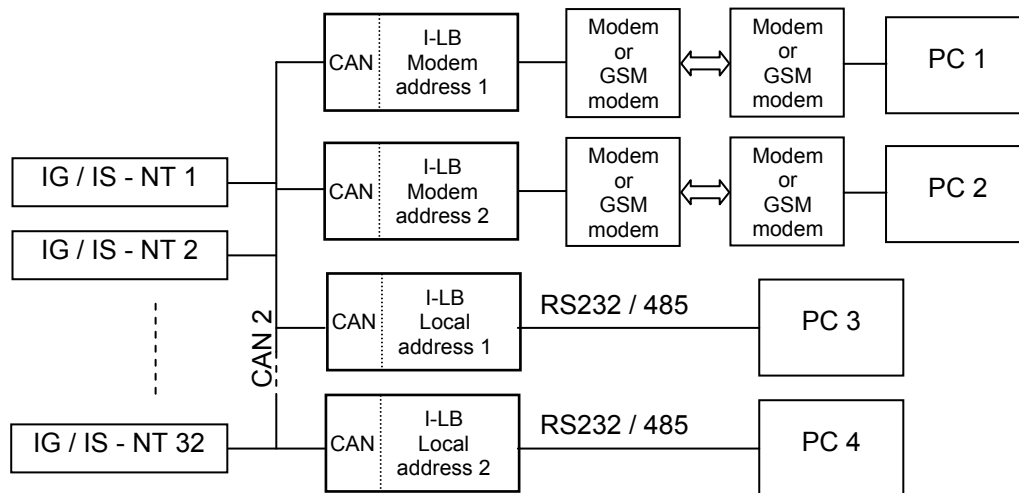 CAN
I-LB
Modem
address 1
Modem
or
GSM
modem
Modem
or
GSM
modem
PC 1
IG / IS - NT 1
CAN
I-LB
Modem
address 2
Modem
or
GSM
modem
Modem
or
GSM
modem
PC 2
IG / IS - NT 2
CAN 2
CAN
I-LB
Local
address 1
RS232 / 485
PC 3
IG / IS - NT 32
CAN
I-LB
Local
address 2
RS232 / 485
PC 4